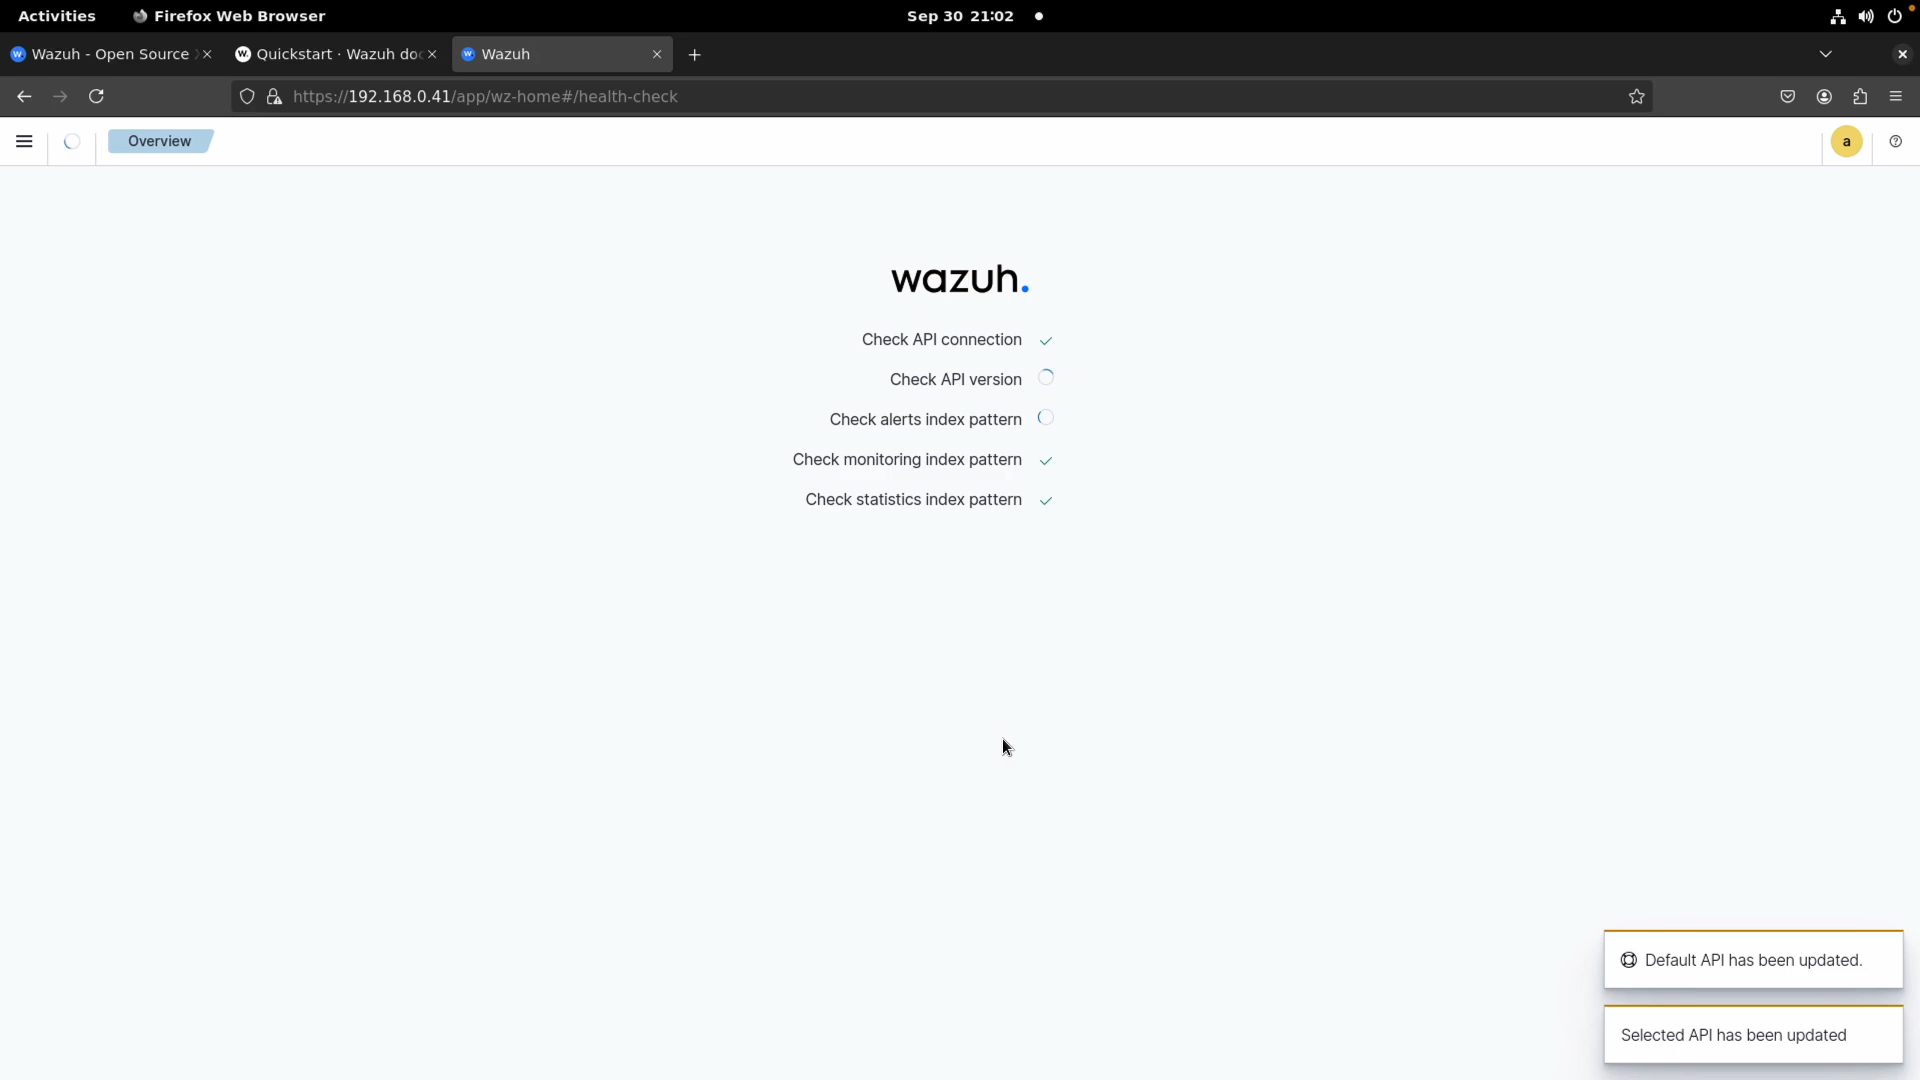 Activities Firefox Web Browser Sep 30 21:02
Wazuh - Open Source Quickstart · Wazuh doc Wazuh
https://192.168.0.41/app/wz-home#/health-check
Overview a
wazuh.
Check API connection
Check API version
Check alerts index pattern
Check monitoring index pattern
Check statistics index pattern
Default API has been updated.
Selected API has been updated